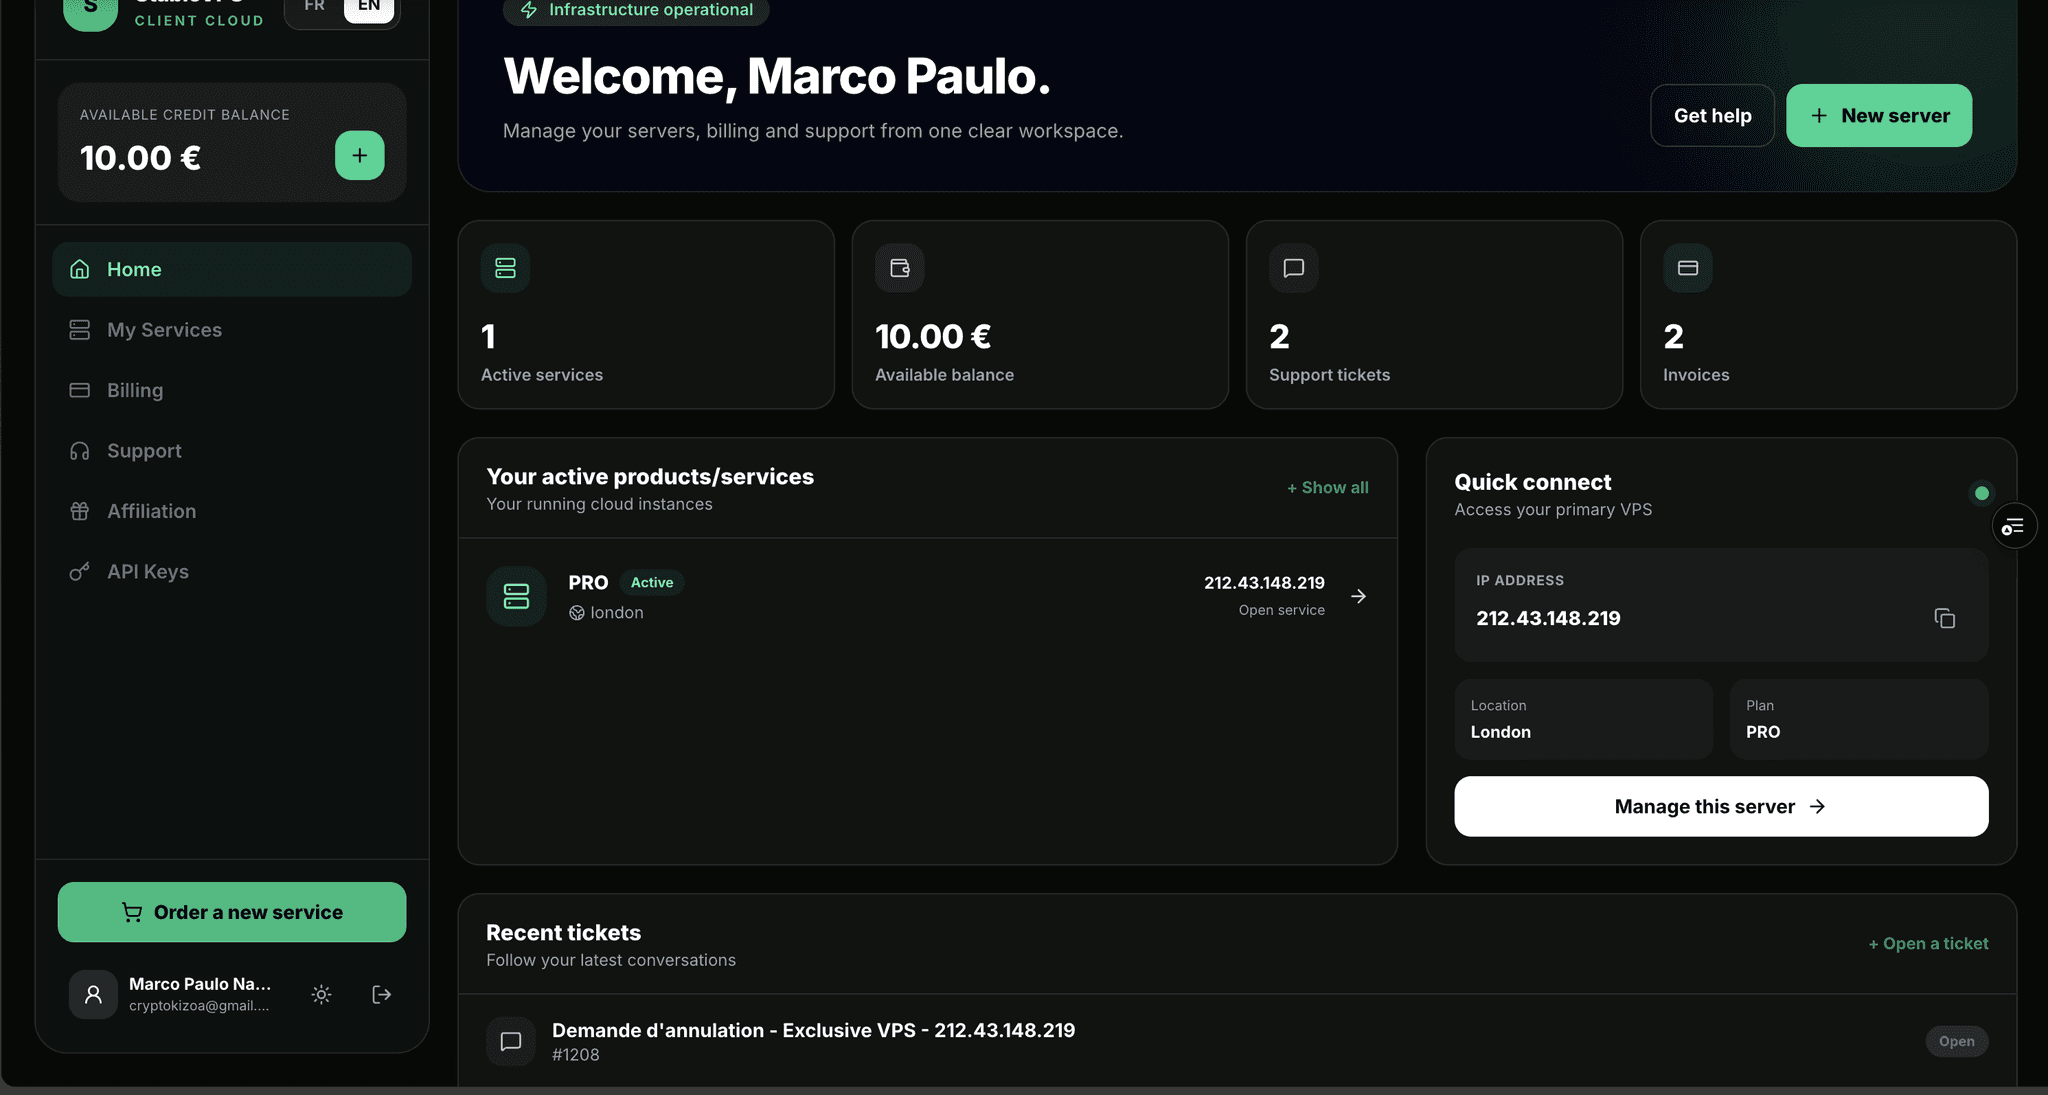 S
CLIENT CLOUD
FR
EN
AVAILABLE CREDIT BALANCE
10.00 €
Home
My Services
Billing
Support
Affiliation
API Keys
Order a new service
Marco Paulo Na...
cryptokizoa@gmail....
Infrastructure operational
Welcome, Marco Paulo.
Manage your servers, billing and support from one clear workspace.
Get help
+ New server
1
Active services
10.00 €
Available balance
2
Support tickets
2
Invoices
Your active products/services
Your running cloud instances
+ Show all
PRO Active
london
212.43.148.219
Open service
Quick connect
Access your primary VPS
IP ADDRESS
212.43.148.219
Location
London
Plan
PRO
Manage this server
Recent tickets
Follow your latest conversations
+ Open a ticket
Demande d'annulation - Exclusive VPS - 212.43.148.219
#1208
Open